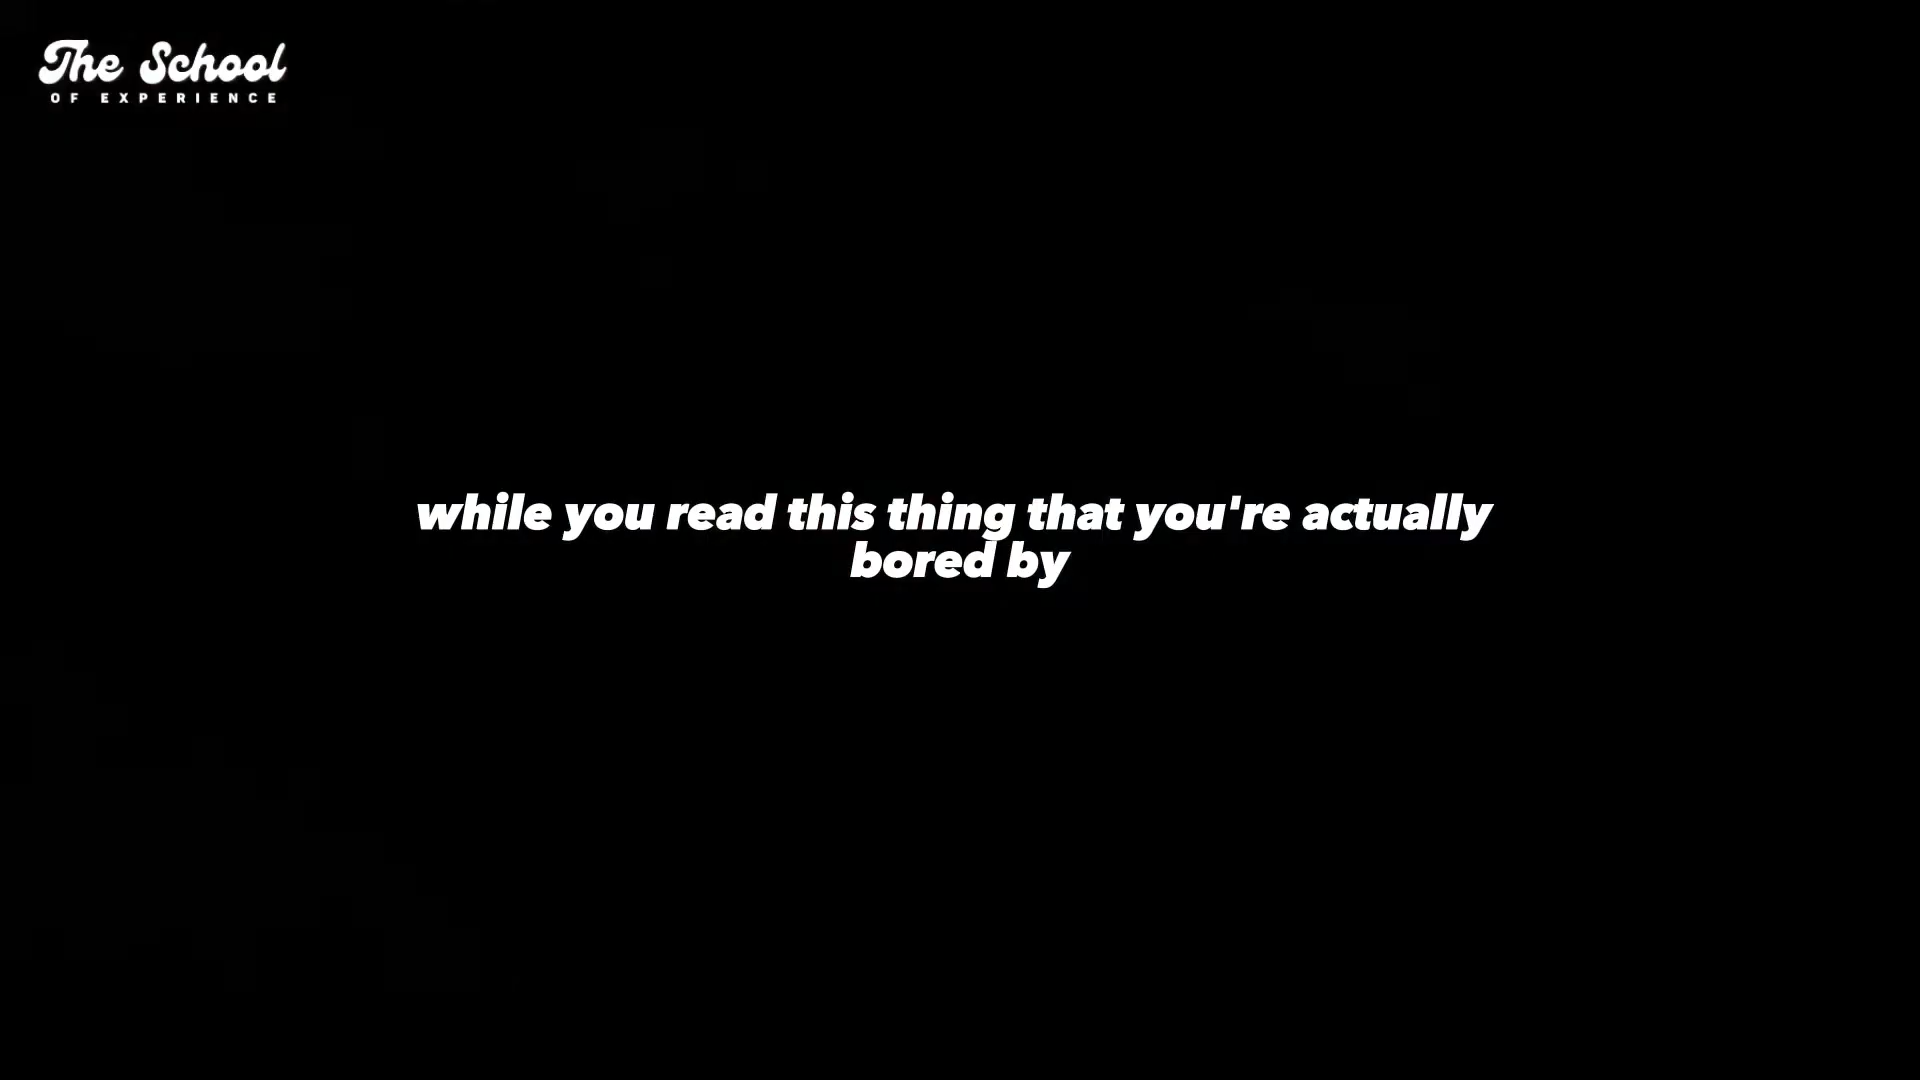 The School
OF EXPERIENCE
while you read this thing that you're actually
bored by